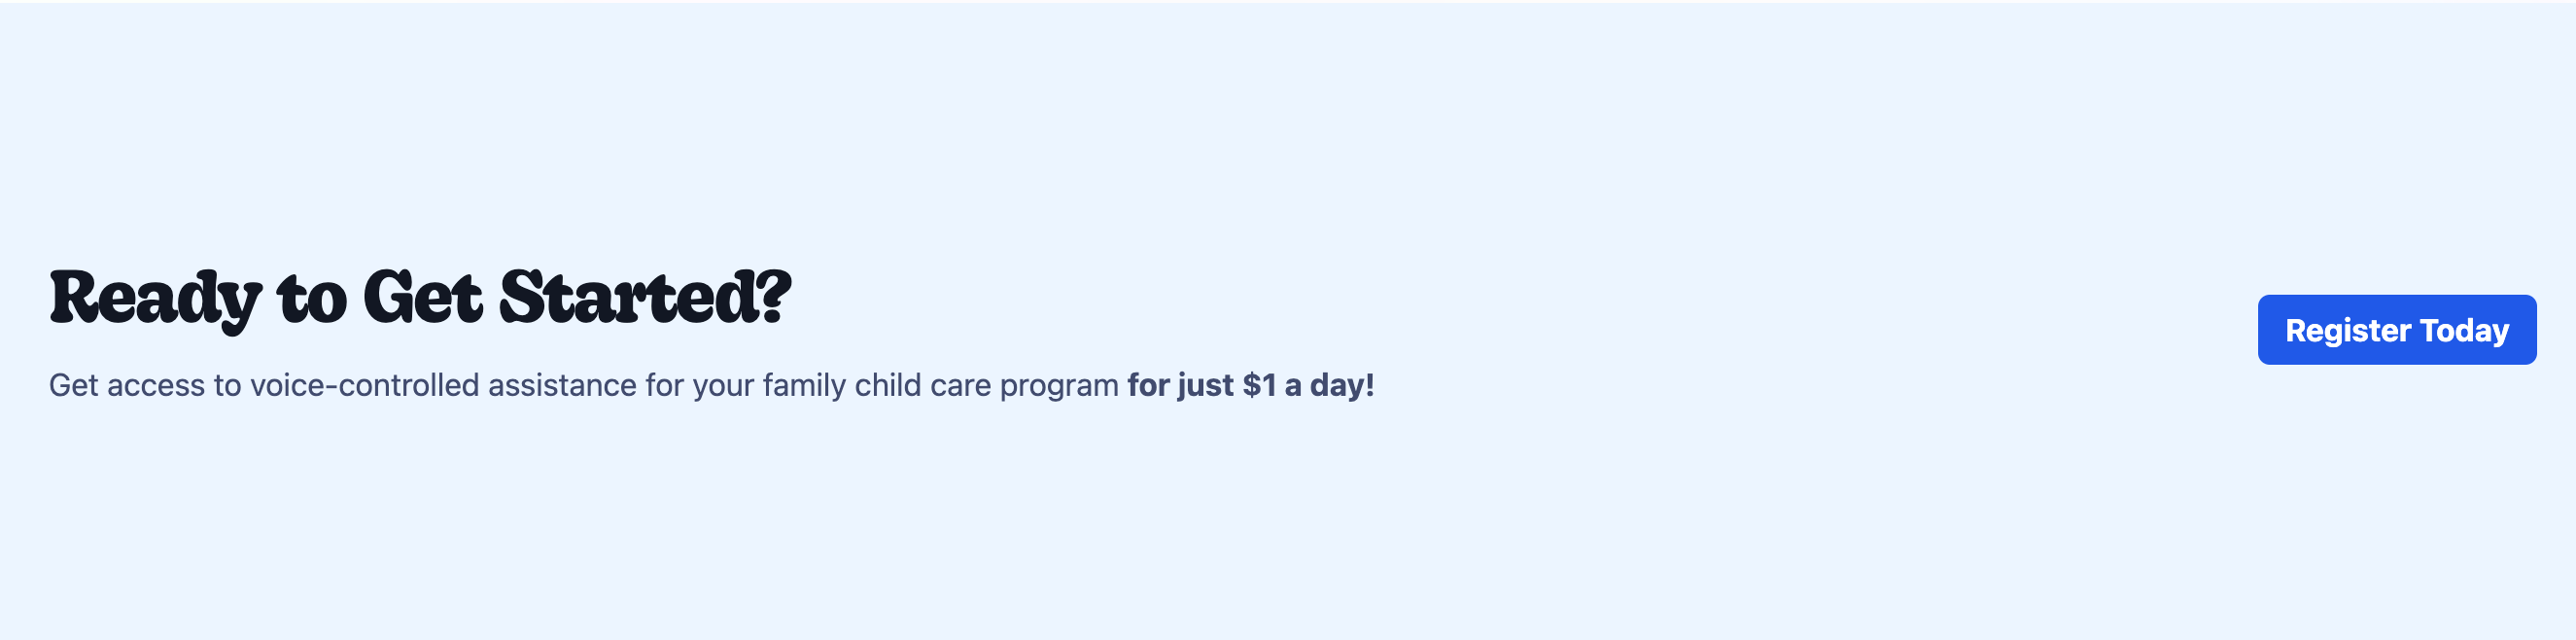 Ready to Get Started?
Get access to voice-controlled assistance for your family child care program for just $1 a day!
Register Today